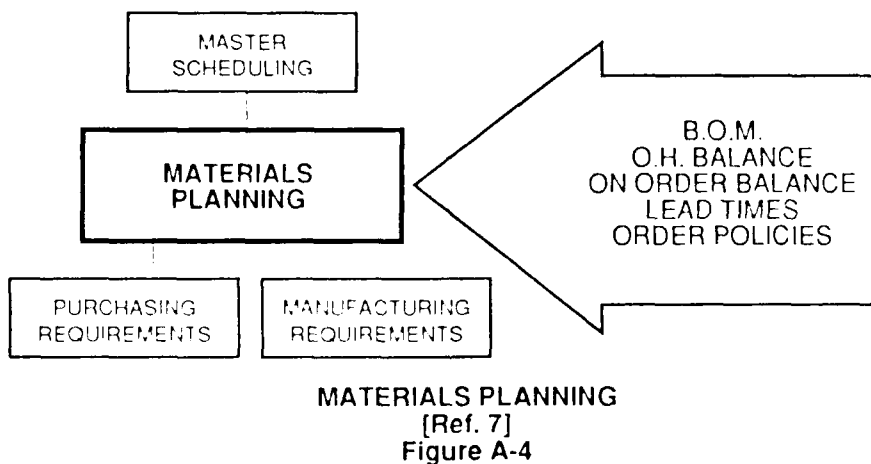 MASTER
SCHEDULING
MATERIALS
PLANNING
B.O.M.
O.H. BALANCE
ON ORDER BALANCE
LEAD TIMES
ORDER POLICIES
PURCHASING
REQUIREMENTS
MANUFACTURING
REQUIREMENTS
MATERIALS PLANNING
[Ref. 7]
Figure A-4